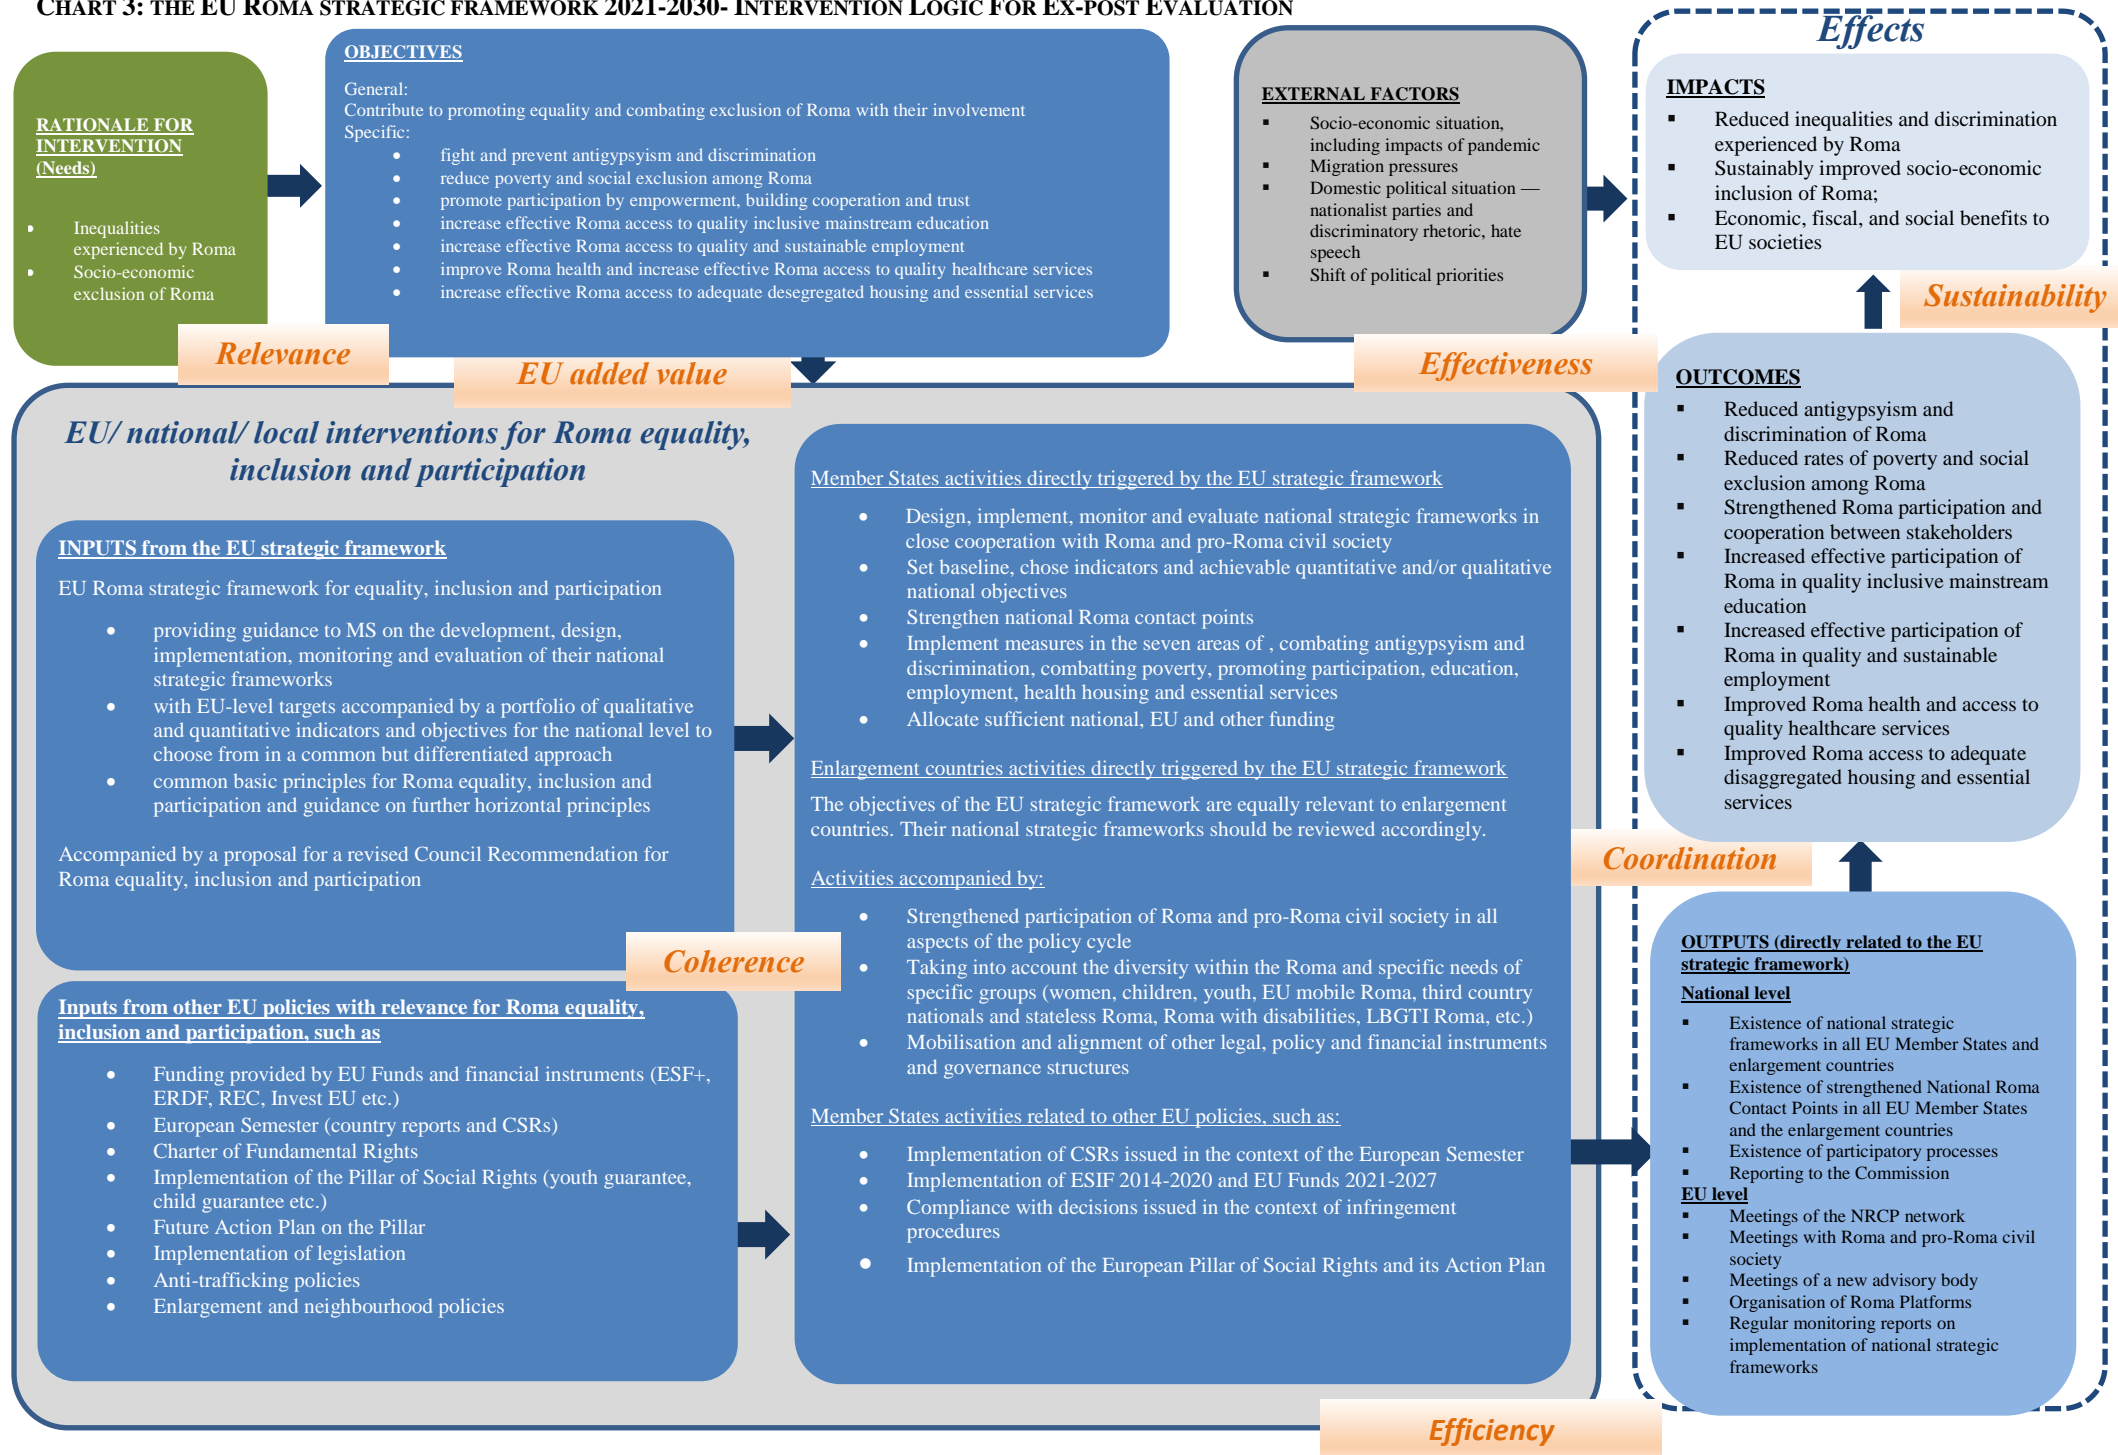 CHART 3: THE EU ROMA STRATEGIC FRAMEWORK 2021-2030- INTERVENTION LOGIC FOR EX-POST EVALUATION
RATIONALE FOR
INTERVENTION
(Needs)
• Inequalities
experienced by Roma
• Socio-economic
exclusion of Roma
OBJECTIVES
General:
Contribute to promoting equality and combating exclusion of Roma with their involvement
Specific:
• fight and prevent antigypsyism and discrimination
• reduce poverty and social exclusion among Roma
• promote participation by empowerment, building cooperation and trust
• increase effective Roma access to quality inclusive mainstream education
• increase effective Roma access to quality and sustainable employment
• improve Roma health and increase effective Roma access to quality healthcare services
• increase effective Roma access to adequate desegregated housing and essential services
EXTERNAL FACTORS
▪ Socio-economic situation,
including impacts of pandemic
▪ Migration pressures
▪ Domestic political situation —
nationalist parties and
discriminatory rhetoric, hate
speech
▪ Shift of political priorities
Effects
IMPACTS
▪ Reduced inequalities and discrimination
experienced by Roma
▪ Sustainably improved socio-economic
inclusion of Roma;
▪ Economic, fiscal, and social benefits to
EU societies
Sustainability
Relevance
EU added value
Effectiveness
EU/ national/ local interventions for Roma equality,
inclusion and participation
INPUTS from the EU strategic framework
EU Roma strategic framework for equality, inclusion and participation
• providing guidance to MS on the development, design,
implementation, monitoring and evaluation of their national
strategic frameworks
• with EU-level targets accompanied by a portfolio of qualitative
and quantitative indicators and objectives for the national level to
choose from in a common but differentiated approach
• common basic principles for Roma equality, inclusion and
participation and guidance on further horizontal principles
Accompanied by a proposal for a revised Council Recommendation for
Roma equality, inclusion and participation
Coherence
Inputs from other EU policies with relevance for Roma equality,
inclusion and participation, such as
• Funding provided by EU Funds and financial instruments (ESF+,
ERDF, REC, Invest EU etc.)
• European Semester (country reports and CSRs)
• Charter of Fundamental Rights
• Implementation of the Pillar of Social Rights (youth guarantee,
child guarantee etc.)
• Future Action Plan on the Pillar
• Implementation of legislation
• Anti-trafficking policies
• Enlargement and neighbourhood policies
Member States activities directly triggered by the EU strategic framework
• Design, implement, monitor and evaluate national strategic frameworks in
close cooperation with Roma and pro-Roma civil society
• Set baseline, chose indicators and achievable quantitative and/or qualitative
national objectives
• Strengthen national Roma contact points
• Implement measures in the seven areas of , combating antigypsyism and
discrimination, combatting poverty, promoting participation, education,
employment, health housing and essential services
• Allocate sufficient national, EU and other funding
Enlargement countries activities directly triggered by the EU strategic framework
The objectives of the EU strategic framework are equally relevant to enlargement
countries. Their national strategic frameworks should be reviewed accordingly.
Activities accompanied by:
• Strengthened participation of Roma and pro-Roma civil society in all
aspects of the policy cycle
• Taking into account the diversity within the Roma and specific needs of
specific groups (women, children, youth, EU mobile Roma, third country
nationals and stateless Roma, Roma with disabilities, LBGTI Roma, etc.)
• Mobilisation and alignment of other legal, policy and financial instruments
and governance structures
Member States activities related to other EU policies, such as:
• Implementation of CSRs issued in the context of the European Semester
• Implementation of ESIF 2014-2020 and EU Funds 2021-2027
• Compliance with decisions issued in the context of infringement
procedures
• Implementation of the European Pillar of Social Rights and its Action Plan
OUTCOMES
▪ Reduced antigypsyism and
discrimination of Roma
▪ Reduced rates of poverty and social
exclusion among Roma
▪ Strengthened Roma participation and
cooperation between stakeholders
▪ Increased effective participation of
Roma in quality inclusive mainstream
education
▪ Increased effective participation of
Roma in quality and sustainable
employment
▪ Improved Roma health and access to
quality healthcare services
▪ Improved Roma access to adequate
disaggregated housing and essential
services
Coordination
OUTPUTS (directly related to the EU
strategic framework)
National level
▪ Existence of national strategic
frameworks in all EU Member States and
enlargement countries
▪ Existence of strengthened National Roma
Contact Points in all EU Member States
and the enlargement countries
▪ Existence of participatory processes
▪ Reporting to the Commission
EU level
▪ Meetings of the NRCP network
▪ Meetings with Roma and pro-Roma civil
society
▪ Meetings of a new advisory body
▪ Organisation of Roma Platforms
▪ Regular monitoring reports on
implementation of national strategic
frameworks
Efficiency